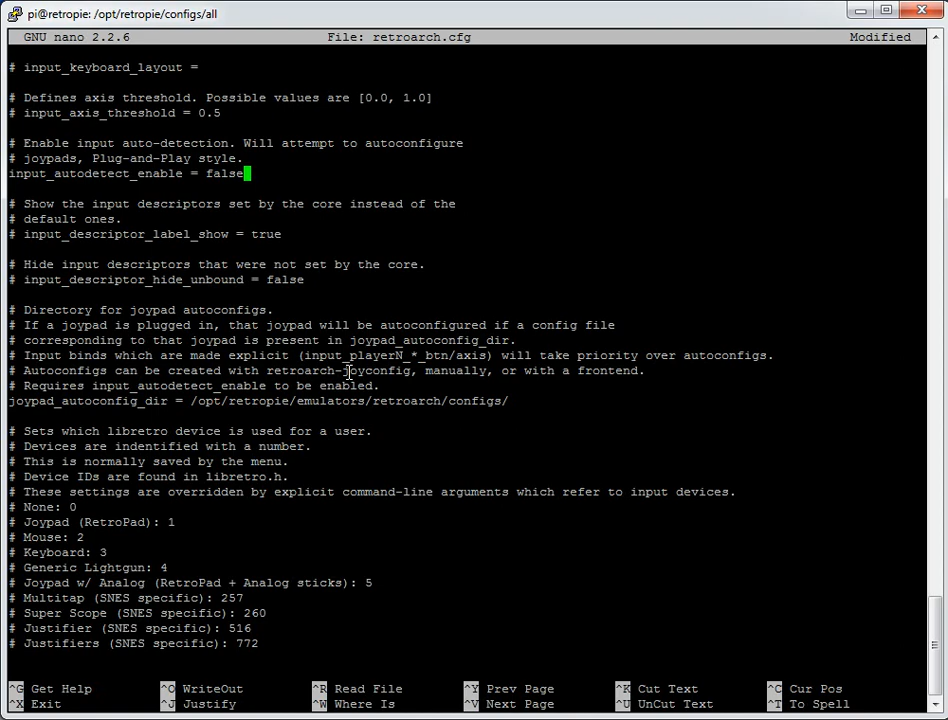 pi@retropie: /opt/retropie/configs/all
GNU nano 2.2.6 File: retroarch.cfg Modified
# input_keyboard_layout =
# Defines axis threshold. Possible values are [0.0, 1.0]
# input_axis_threshold = 0.5
# Enable input auto-detection. Will attempt to autoconfigure
# joypads, Plug-and-Play style.
input_autodetect_enable = false
# Show the input descriptors set by the core instead of the
# default ones.
# input_descriptor_label_show = true
# Hide input descriptors that were not set by the core.
# input_descriptor_hide_unbound = false
# Directory for joypad autoconfigs.
# If a joypad is plugged in, that joypad will be autoconfigured if a config file
# corresponding to that joypad is present in joypad_autoconfig_dir.
# Input binds which are made explicit (input_playerN_*_btn/axis) will take priority over autoconfigs.
# Autoconfigs can be created with retroarch-joyconfig, manually, or with a frontend.
# Requires input_autodetect_enable to be enabled.
joypad_autoconfig_dir = /opt/retropie/emulators/retroarch/configs/
# Sets which libretro device is used for a user.
# Devices are indentified with a number.
# This is normally saved by the menu.
# Device IDs are found in libretro.h.
# These settings are overridden by explicit command-line arguments which refer to input devices.
# None: 0
# Joypad (RetroPad): 1
# Mouse: 2
# Keyboard: 3
# Generic Lightgun: 4
# Joypad w/ Analog (RetroPad + Analog sticks): 5
# Multitap (SNES specific): 257
# Super Scope (SNES specific): 260
# Justifier (SNES specific): 516
# Justifiers (SNES specific): 772
^G Get Help ^O WriteOut ^R Read File ^Y Prev Page ^K Cut Text ^C Cur Pos
^X Exit ^J Justify ^W Where Is ^V Next Page ^U UnCut Text ^T To Spell